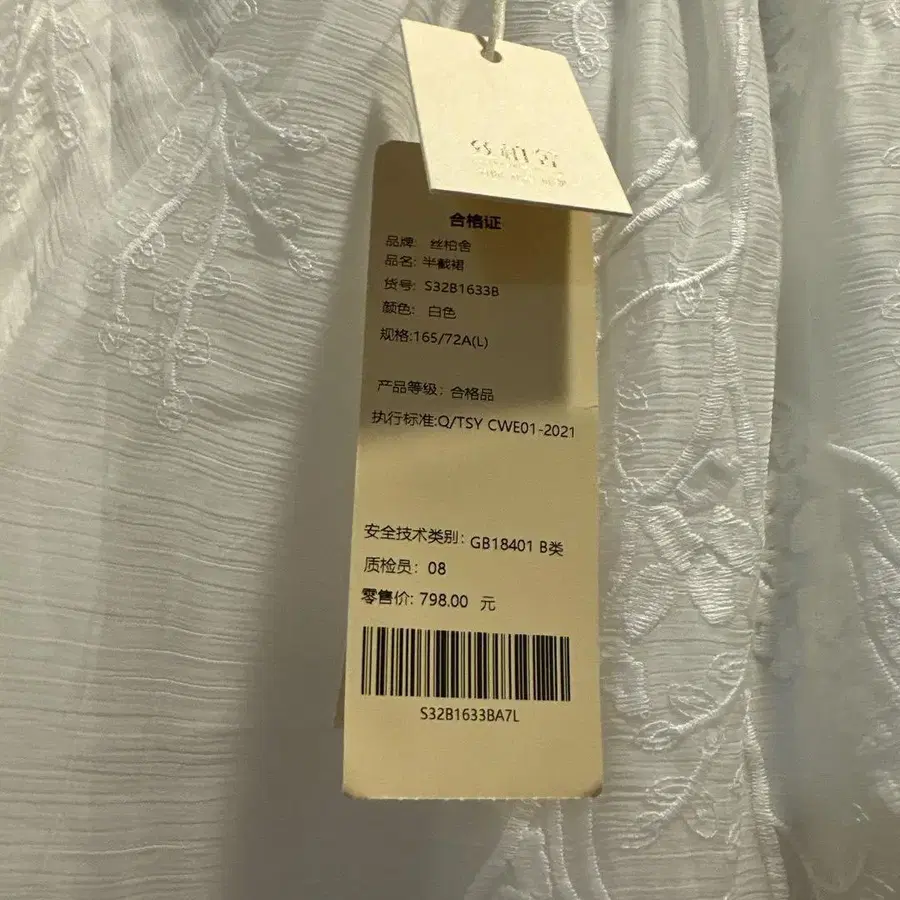 丝柏舍
合格证
品牌: 丝柏舍
品名: 半截裙
货号: S32B1633B
颜色: 白色
规格:165/72A(L)
产品等级: 合格品
执行标准:Q/TSY CWE01-2021
安全技术类别: GB18401 B类
质检员: 08
零售价: 798.00 元
S32B1633BA7L